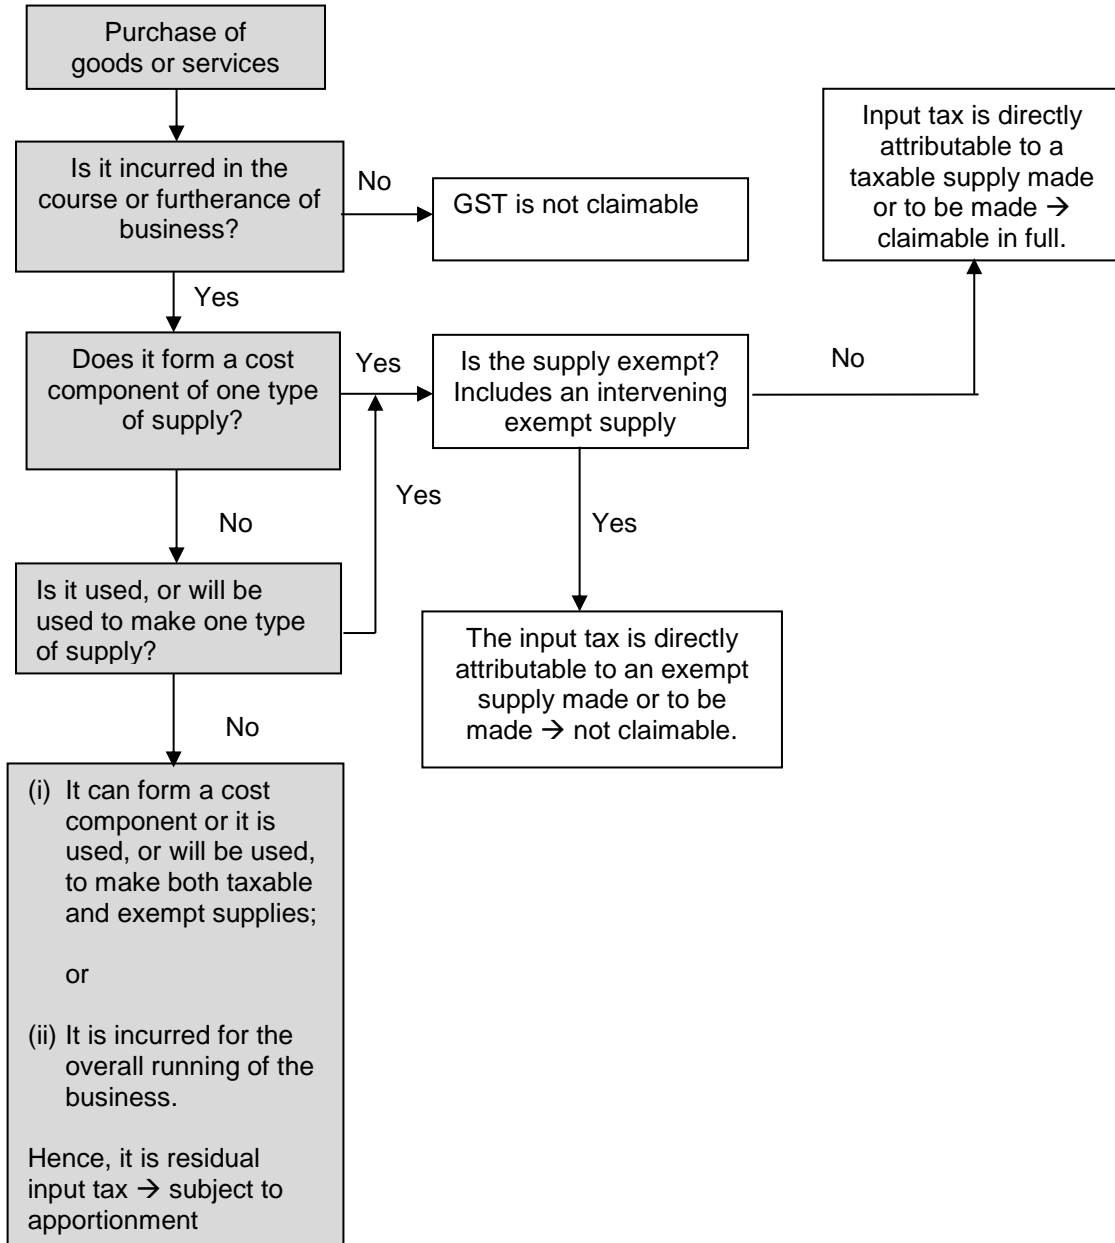 Purchase of
goods or services
Is it incurred in the
course or furtherance of
business?
No
GST is not claimable
Input tax is directly
attributable to a
taxable supply made
or to be made →
claimable in full.
Yes
Does it form a cost
component of one type
of supply?
Yes
Is the supply exempt?
Includes an intervening
exempt supply
No
Yes
No
Yes
Is it used, or will be
used to make one type
of supply?
The input tax is directly
attributable to an exempt
supply made or to be
made → not claimable.
No
(i) It can form a cost
component or it is
used, or will be used,
to make both taxable
and exempt supplies;
or
(ii) It is incurred for the
overall running of the
business.
Hence, it is residual
input tax → subject to
apportionment